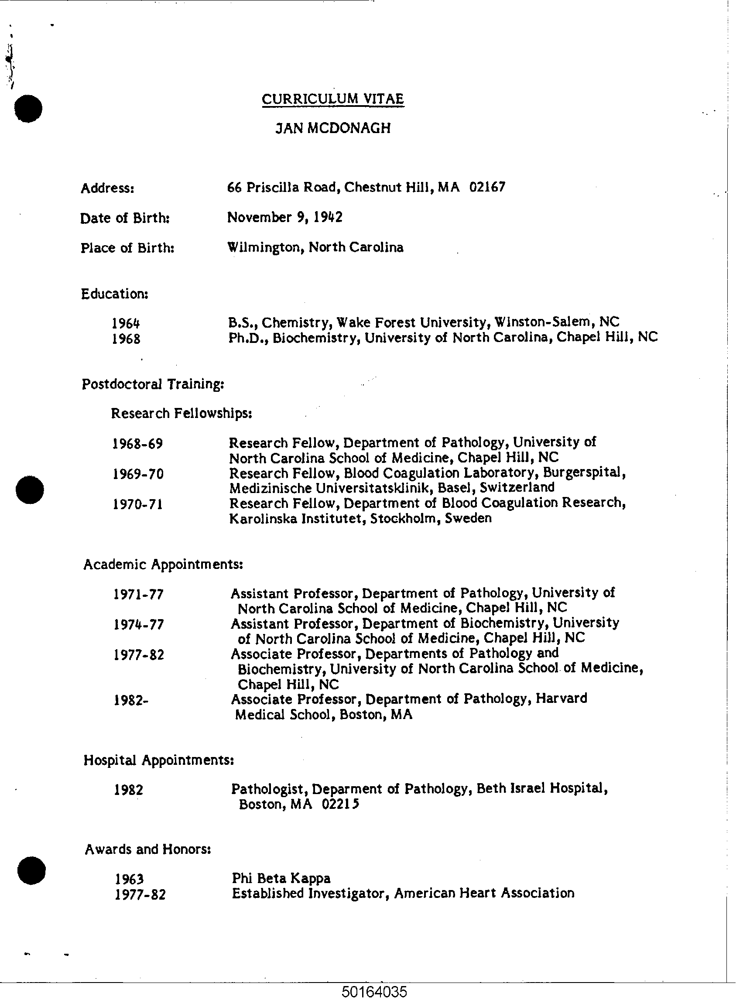 CURRICULUM VITAE
JAN MCDONAGH
Address: 66 Priscilla Road, Chestnut Hill, MA 02167
Date of Birth: November 9, 1942
Place of Birth: Wilmington, North Carolina
Education:
1964 B.S., Chemistry, Wake Forest University, Winston-Salem, NC
1968 Ph.D., Biochemistry, University of North Carolina, Chapel Hill, NC
Postdoctoral Training:
Research Fellowships:
1968-69 Research Fellow, Department of Pathology, University of
North Carolina School of Medicine, Chapel Hill, NC
1969-70 Research Fellow, Blood Coagulation Laboratory, Burgerspital,
Medizinische Universitatsklinik, Basel, Switzerland
1970-71 Research Fellow, Department of Blood Coagulation Research,
Karolinska Institutet, Stockholm, Sweden
Academic Appointments:
1971-77 Assistant Professor, Department of Pathology, University of
North Carolina School of Medicine, Chapel Hill, NC
1974-77 Assistant Professor, Department of Biochemistry, University
of North Carolina School of Medicine, Chapel Hill, NC
1977-82 Associate Professor, Departments of Pathology and
Biochemistry, University of North Carolina School of Medicine,
Chapel Hill, NC
1982- Associate Professor, Department of Pathology, Harvard
Medical School, Boston, MA
Hospital Appointments:
1982 Pathologist, Deparment of Pathology, Beth Israel Hospital,
Boston, MA 02215
Awards and Honors:
1963 Phi Beta Kappa
1977-82 Established Investigator, American Heart Association
50164035